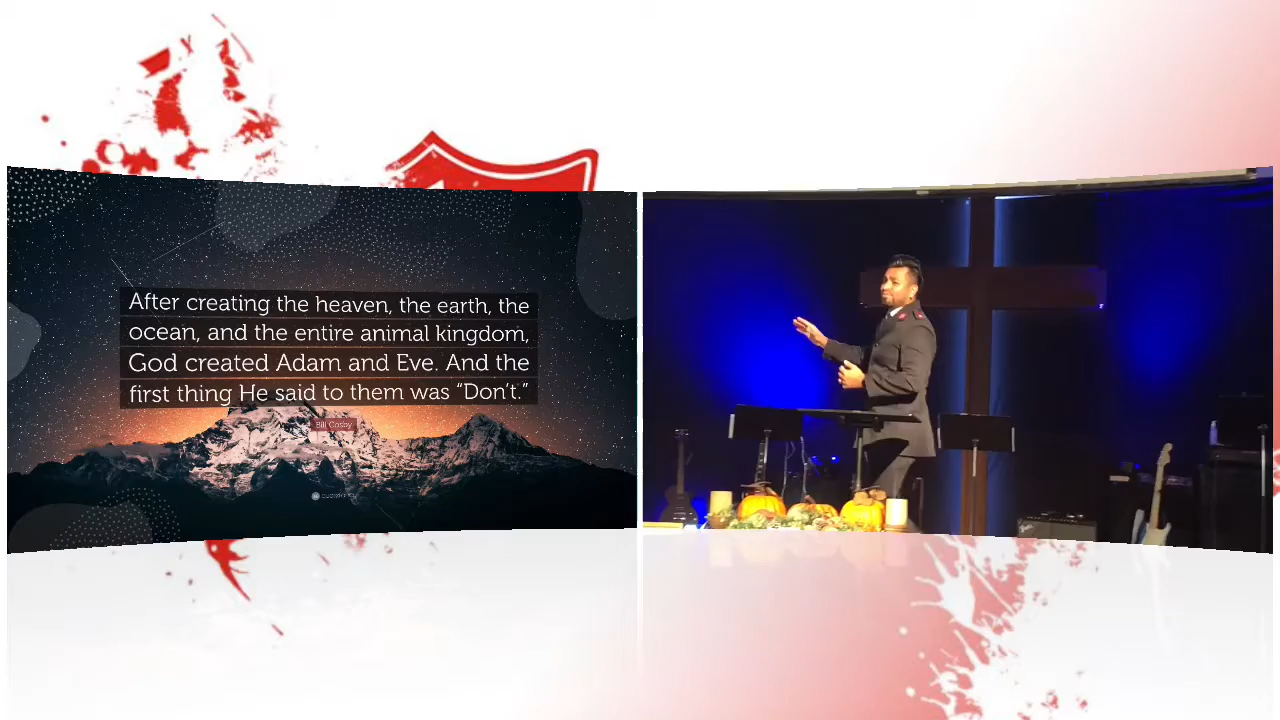 After creating the heaven, the earth, the
ocean, and the entire animal kingdom,
God created Adam and Eve. And the
first thing He said to them was “Don’t.”
Bill Cosby